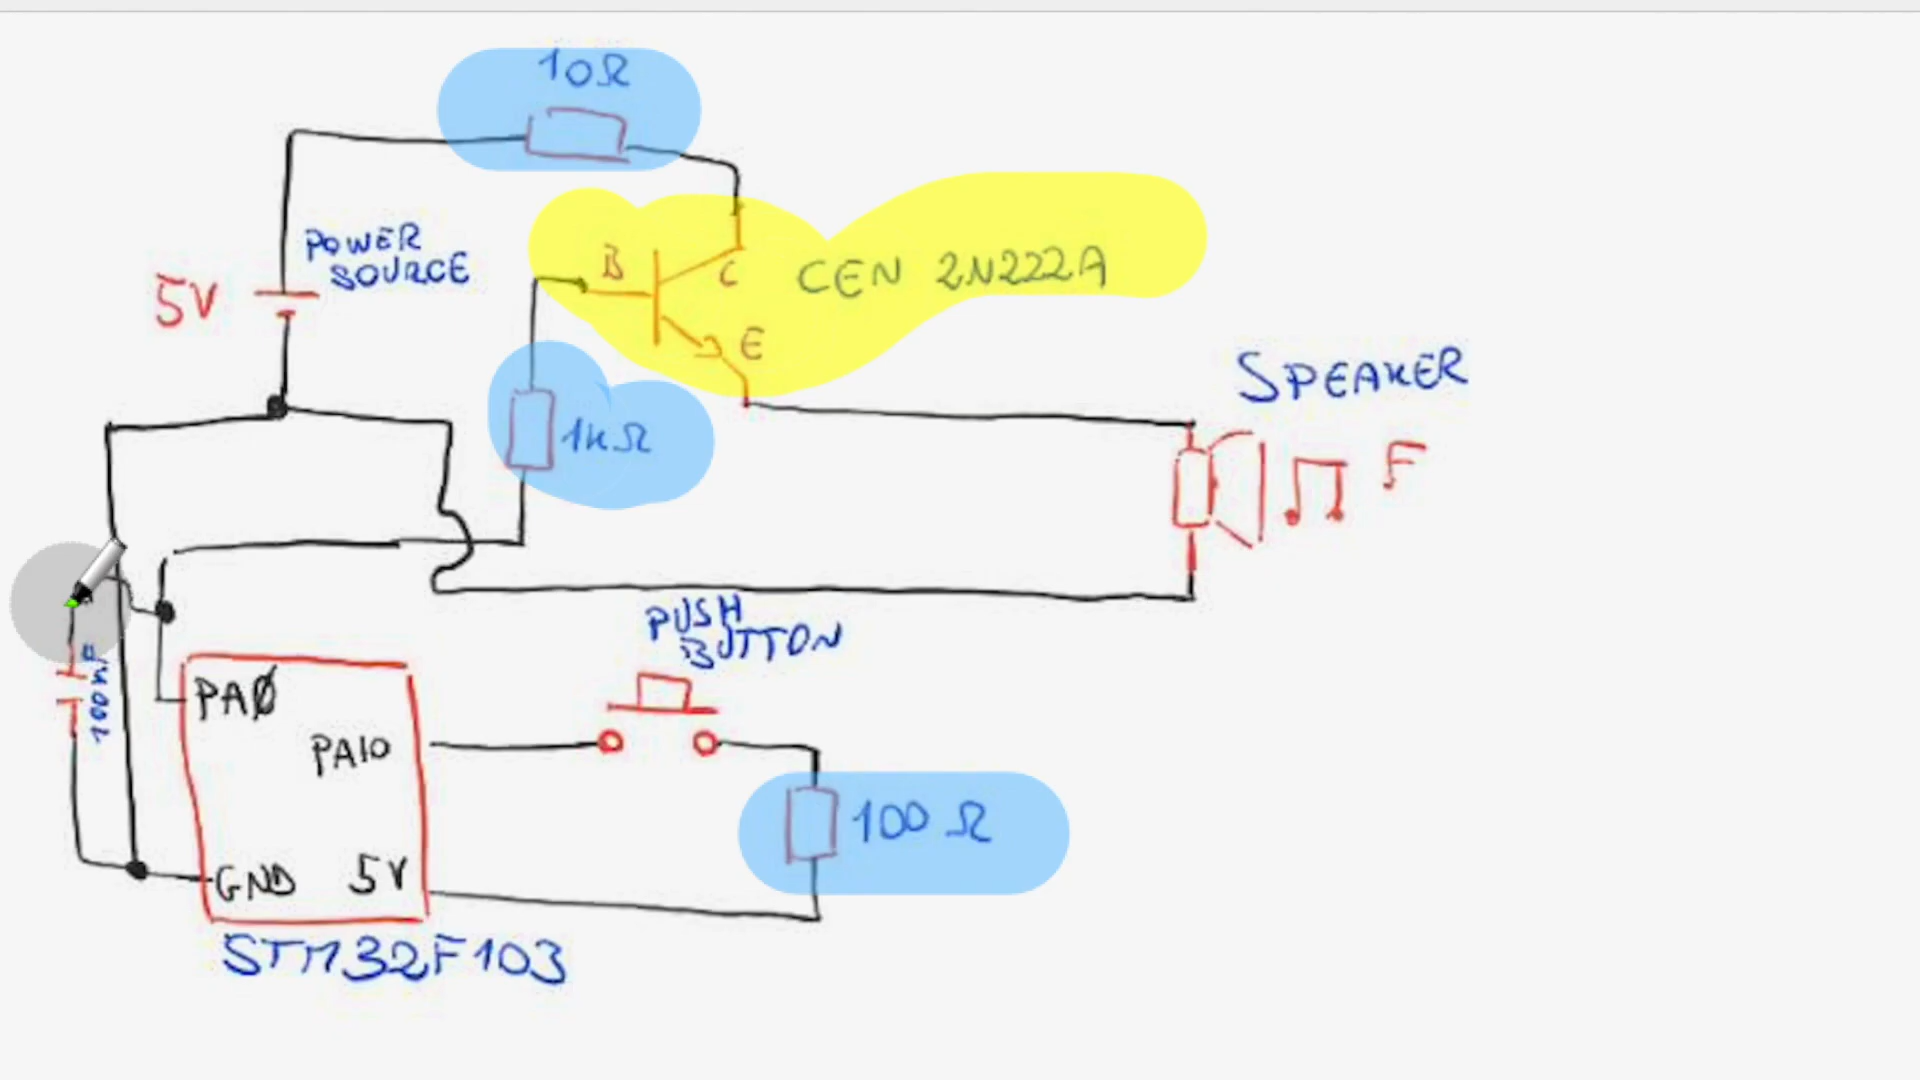 10Ω
POWER
SOURCE
5V
B
C
CEN 2N222A
E
SPEAKER
1kΩ
F
PUSH
BUTTON
100nF
PAØ
PA10
100 Ω
GND
5V
STM32F103